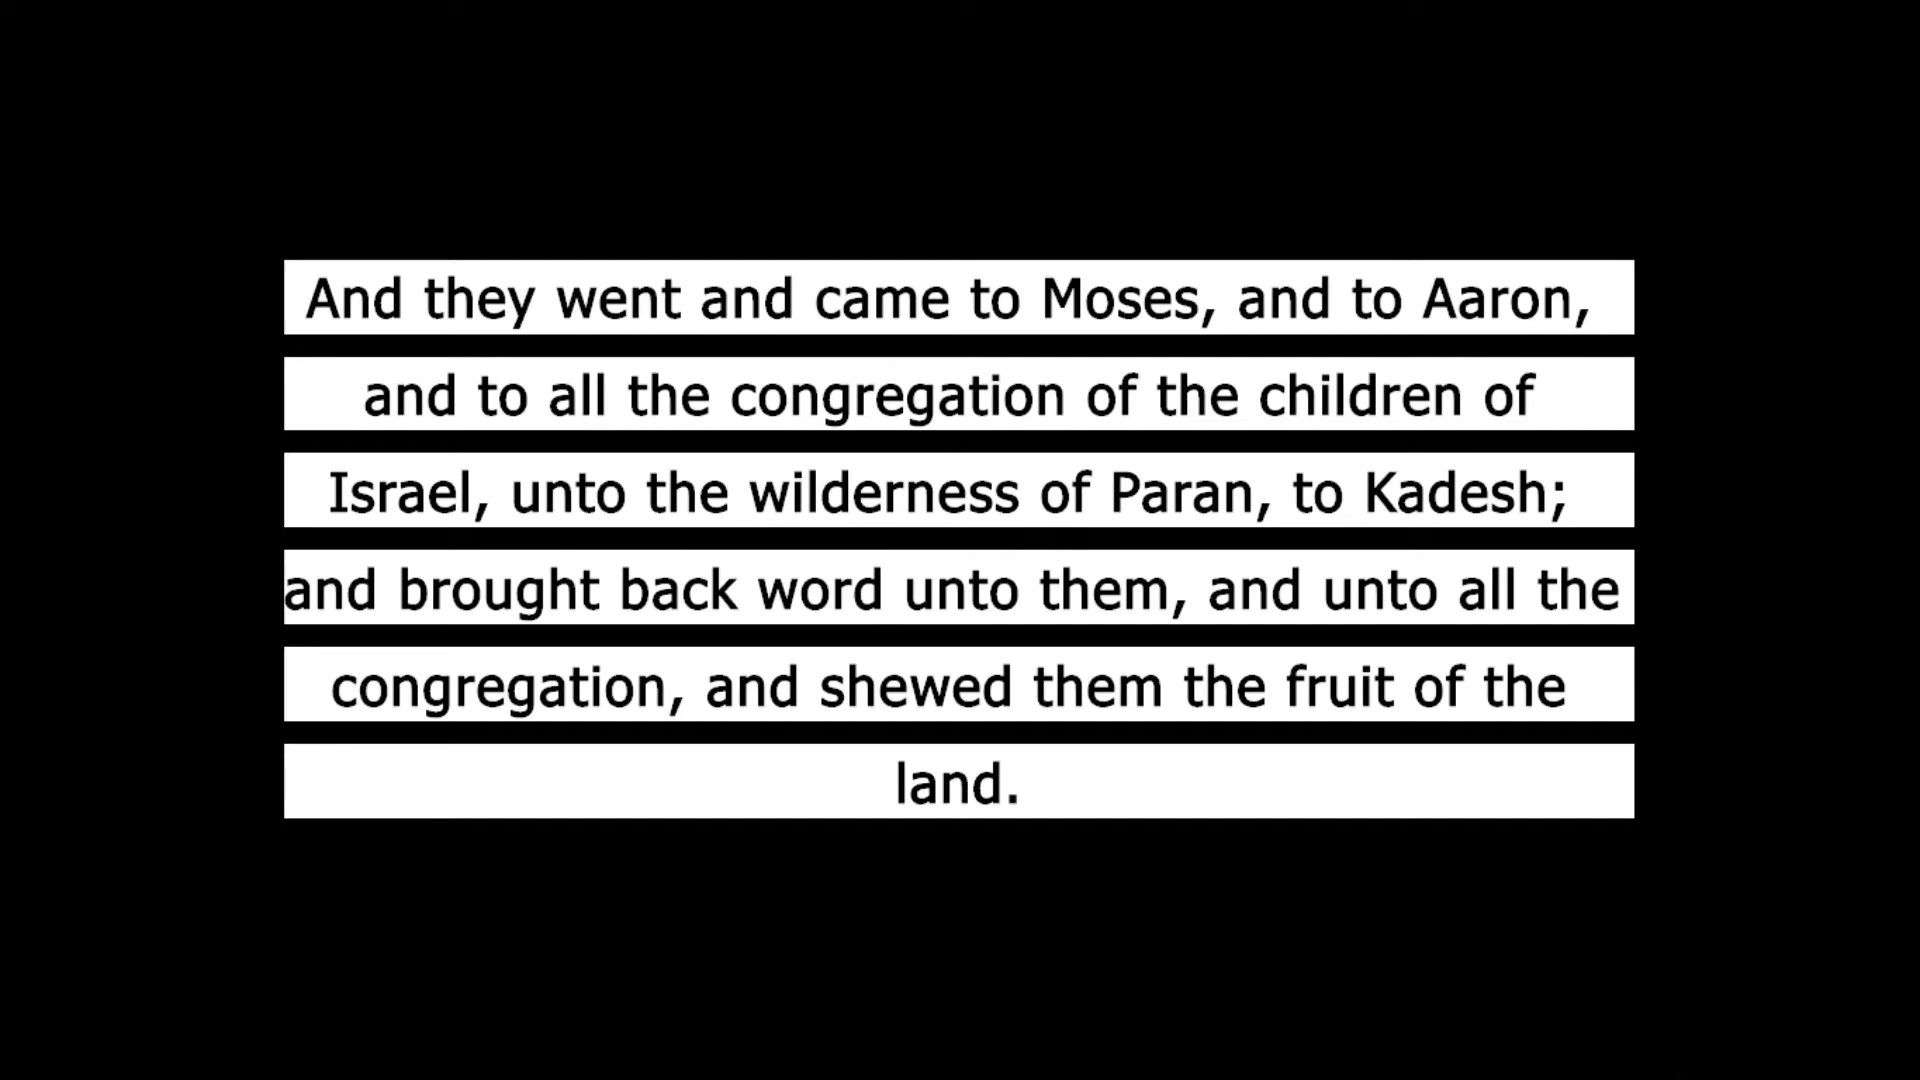 And they went and came to Moses, and to Aaron,
and to all the congregation of the children of
Israel, unto the wilderness of Paran, to Kadesh;
and brought back word unto them, and unto all the
congregation, and shewed them the fruit of the
land.